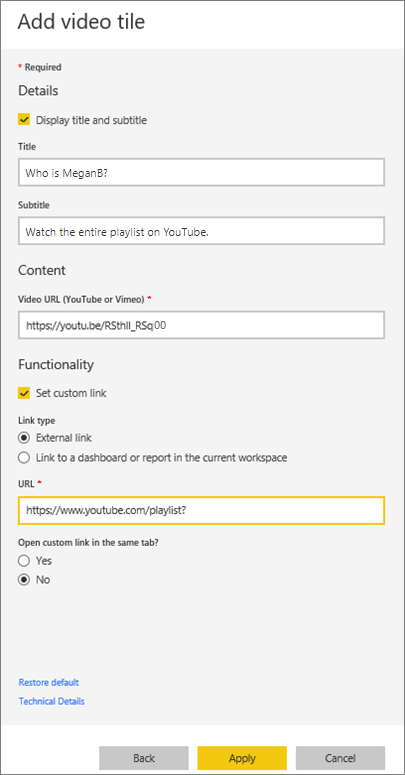 Add video tile
* Required
Details
Display title and subtitle
Title
Who is MeganB?
Subtitle
Watch the entire playlist on YouTube.
Content
Video URL (YouTube or Vimeo) *
https://youtu.be/RSthIl_RSqI00
Functionality
Set custom link
Link type
External link
Link to a dashboard or report in the current workspace
URL *
https://www.youtube.com/playlist?
Open custom link in the same tab?
Yes
No
Restore default
Technical Details
Back Apply Cancel